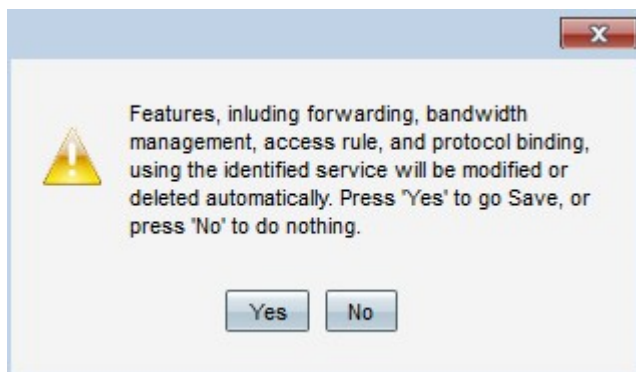 Features, inluding forwarding, bandwidth
management, access rule, and protocol binding,
using the identified service will be modified or
deleted automatically. Press 'Yes' to go Save, or
press 'No' to do nothing.
Yes No